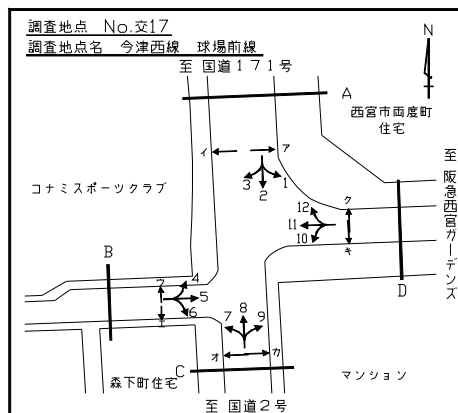 調査地点 No.交17
調査地点名 今津西線 球場前線
至 国道171号
N
A
西宮市両度町
住宅
イ
ア
3
2
1
至 阪急西宮ガーデンズ
コナミスポーツクラブ
12
ク
11
10
キ
B
D
ウ
4
5
エ
6
7
8
9
オ
カ
C
森下町住宅
マンション
至 国道2号